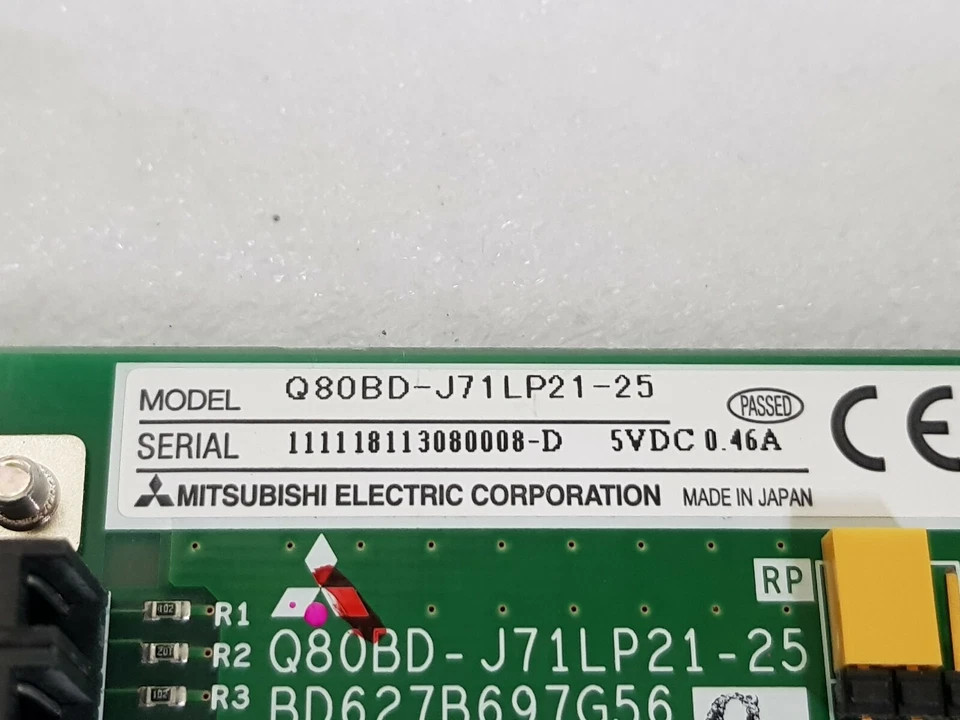 MODEL Q80BD-J71LP21-25
PASSED
SERIAL 111118113080008-D 5VDC 0.46A
CE
MITSUBISHI ELECTRIC CORPORATION MADE IN JAPAN
RP
R1
R2
R3
Q80BD-J71LP21-25
BD627B697G56